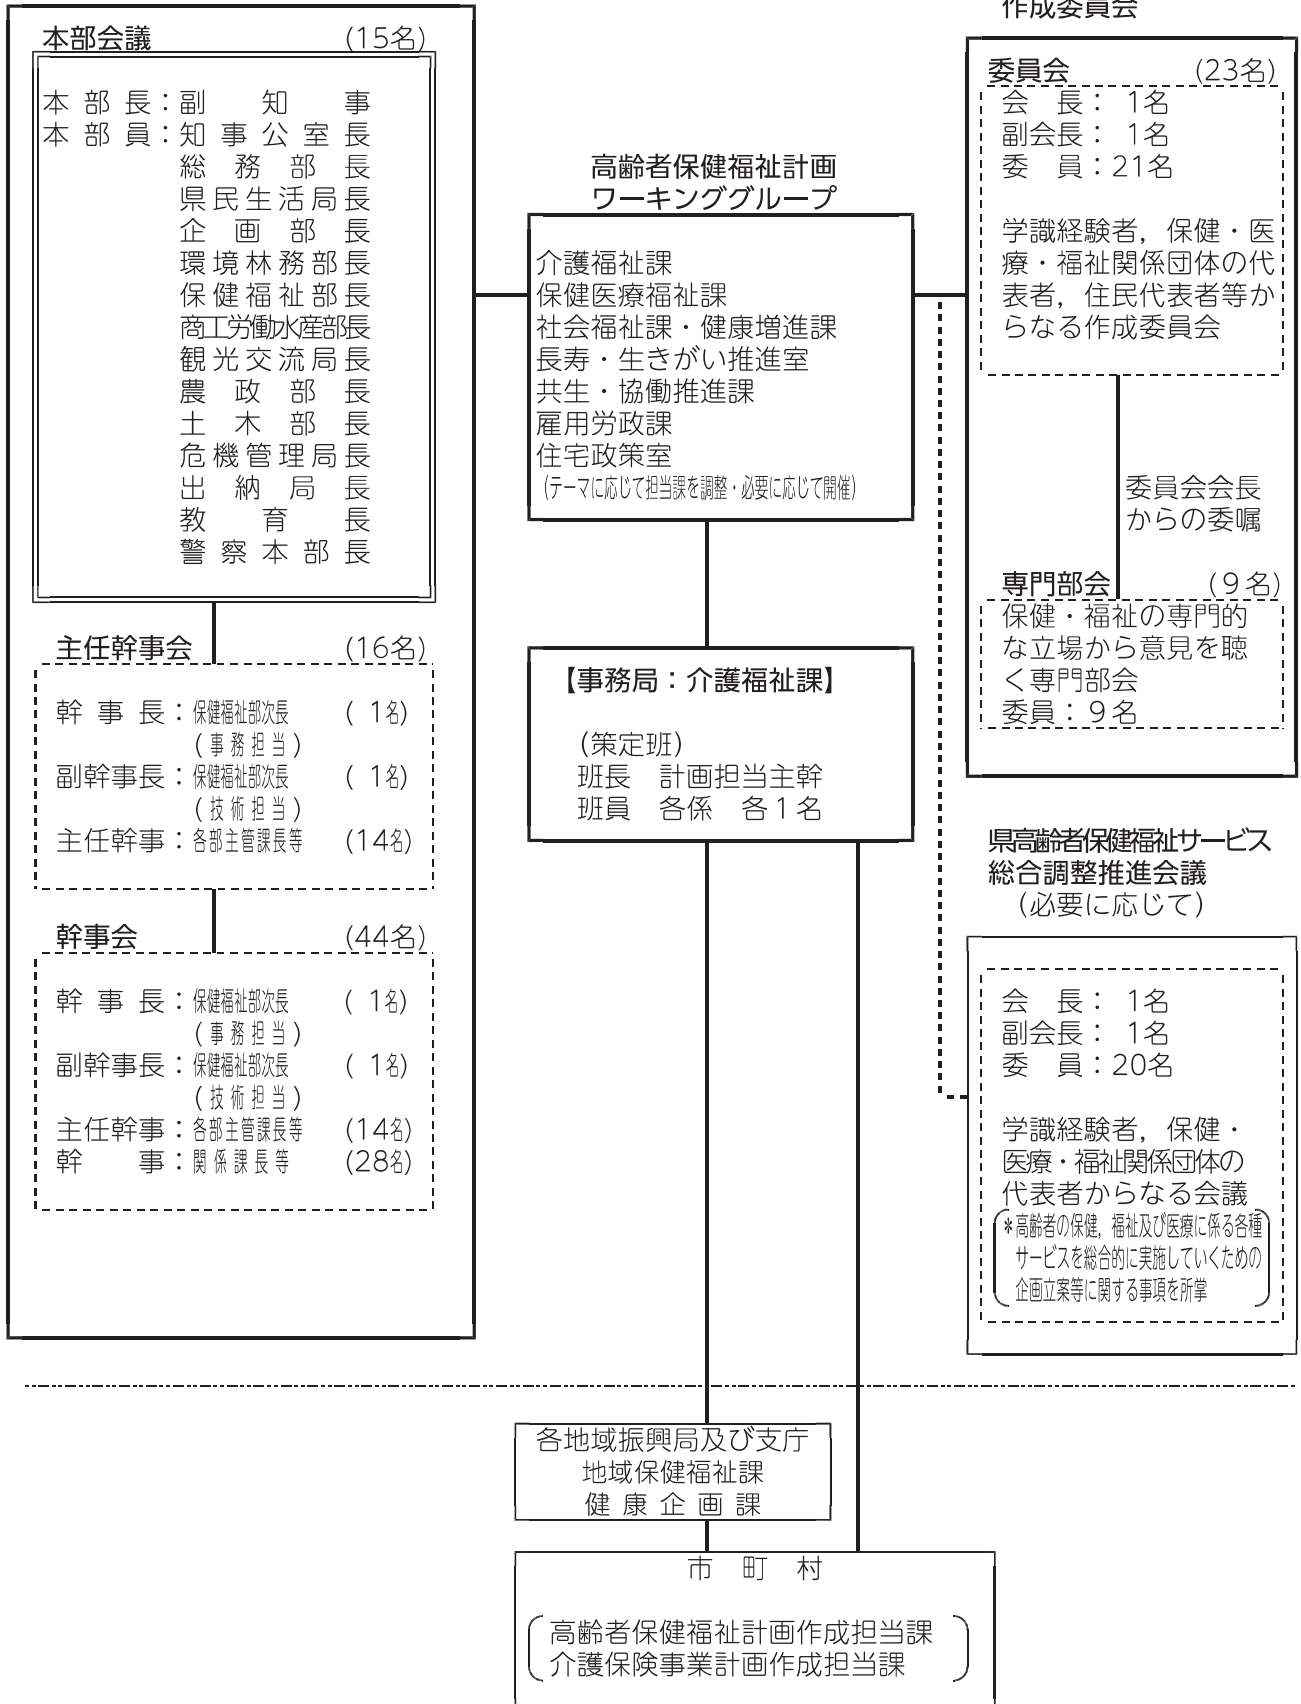 本部会議 (15名)
本部長：副知事
本部員：知事公室長
総務部長
県民生活局長
企画部長
環境林務部長
保健福祉部長
商工労働水産部長
観光交流局長
農政部長
土木部長
危機管理局長
出納局長
教育長
警察本部長
主任幹事会 (16名)
幹事長：保健福祉部次長 ( 1名)
(事務担当)
副幹事長：保健福祉部次長 ( 1名)
(技術担当)
主任幹事：各部主管課長等 (14名)
幹事会 (44名)
幹事長：保健福祉部次長 ( 1名)
(事務担当)
副幹事長：保健福祉部次長 ( 1名)
(技術担当)
主任幹事：各部主管課長等 (14名)
幹事：関係課長等 (28名)
高齢者保健福祉計画
ワーキンググループ
介護福祉課
保健医療福祉課
社会福祉課・健康増進課
長寿・生きがい推進室
共生・協働推進課
雇用労政課
住宅政策室
(テーマに応じて担当課を調整・必要に応じて開催)
【事務局：介護福祉課】
(策定班)
班長 計画担当主幹
班員 各係 各１名
作成委員会
委員会 (23名)
会長： 1名
副会長： 1名
委員：21名
学識経験者，保健・医
療・福祉関係団体の代
表者，住民代表者等か
らなる作成委員会
委員会会長
からの委嘱
専門部会 (９名)
保健・福祉の専門的
な立場から意見を聴
く専門部会
委員：９名
県高齢者保健福祉サービス
総合調整推進会議
(必要に応じて)
会長： 1名
副会長： 1名
委員：20名
学識経験者，保健・
医療・福祉関係団体の
代表者からなる会議
＊高齢者の保健，福祉及び医療に係る各種
サービスを総合的に実施していくための
企画立案等に関する事項を所掌
各地域振興局及び支庁
地域保健福祉課
健康企画課
市町村
高齢者保健福祉計画作成担当課
介護保険事業計画作成担当課